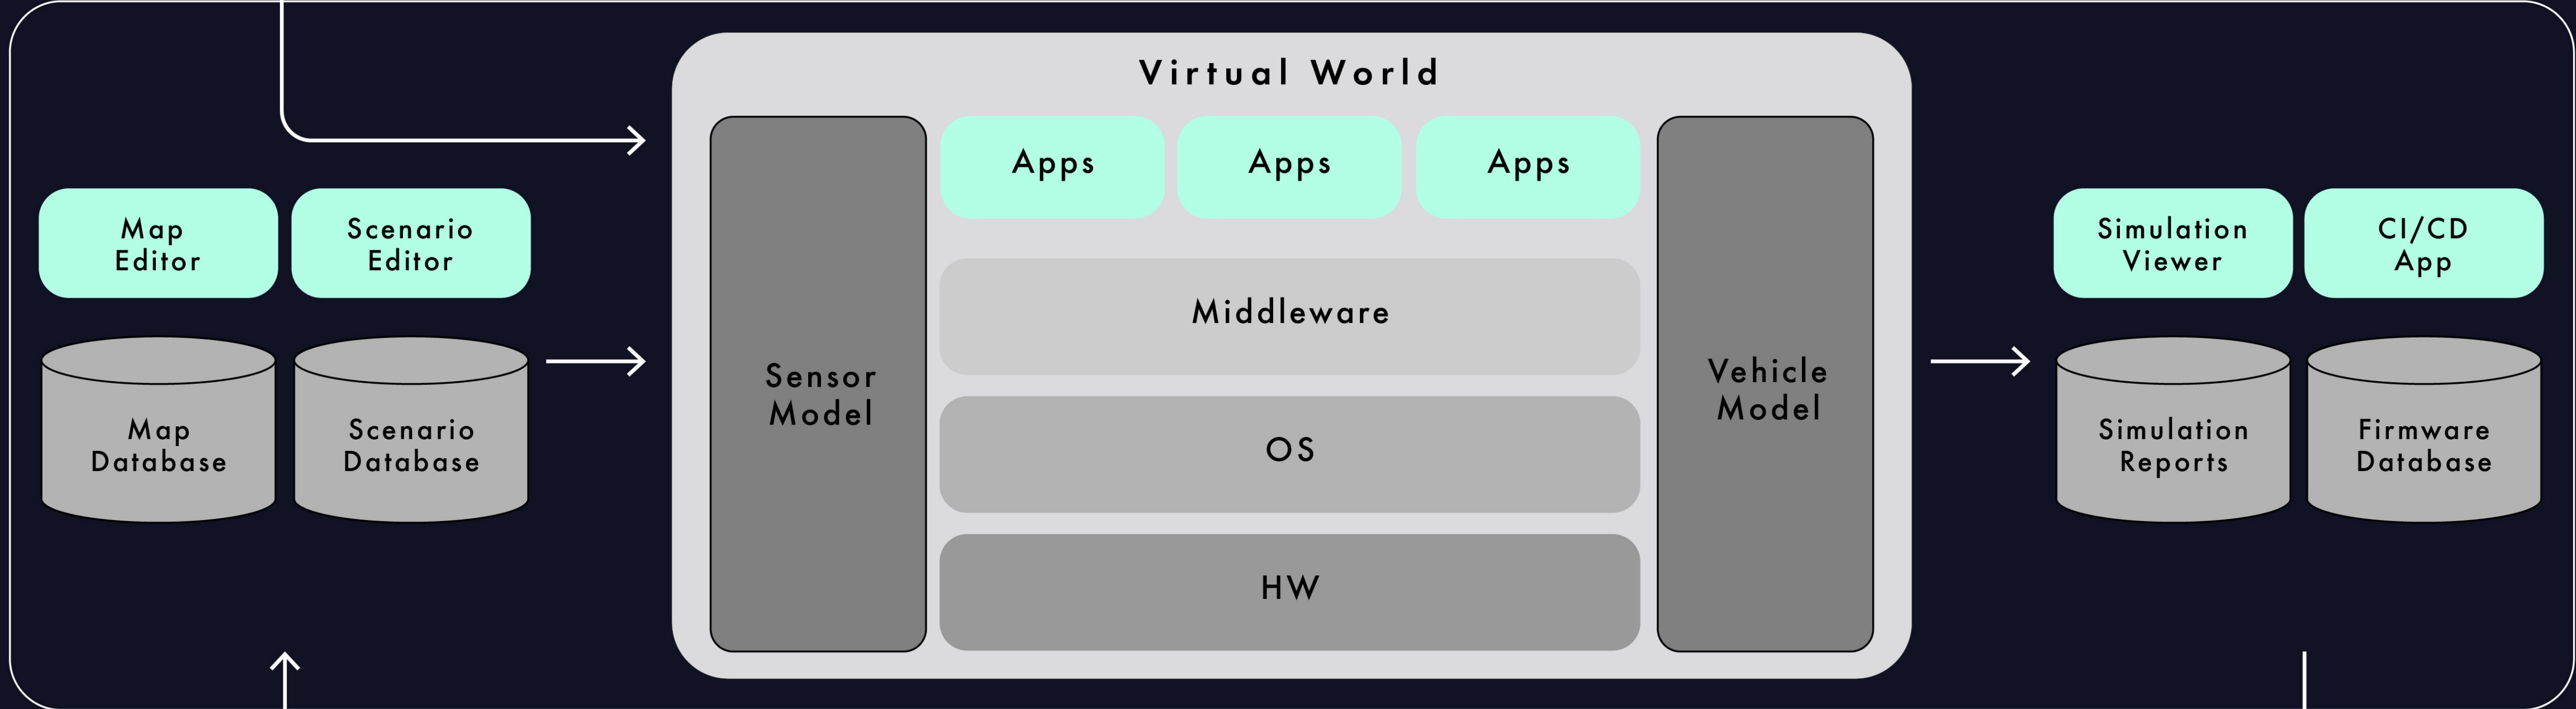 Virtual World
Map
Editor
Scenario
Editor
Map
Database
Scenario
Database
Sensor
Model
Apps
Apps
Apps
Middleware
OS
HW
Vehicle
Model
Simulation
Viewer
CI/CD
App
Simulation
Reports
Firmware
Database